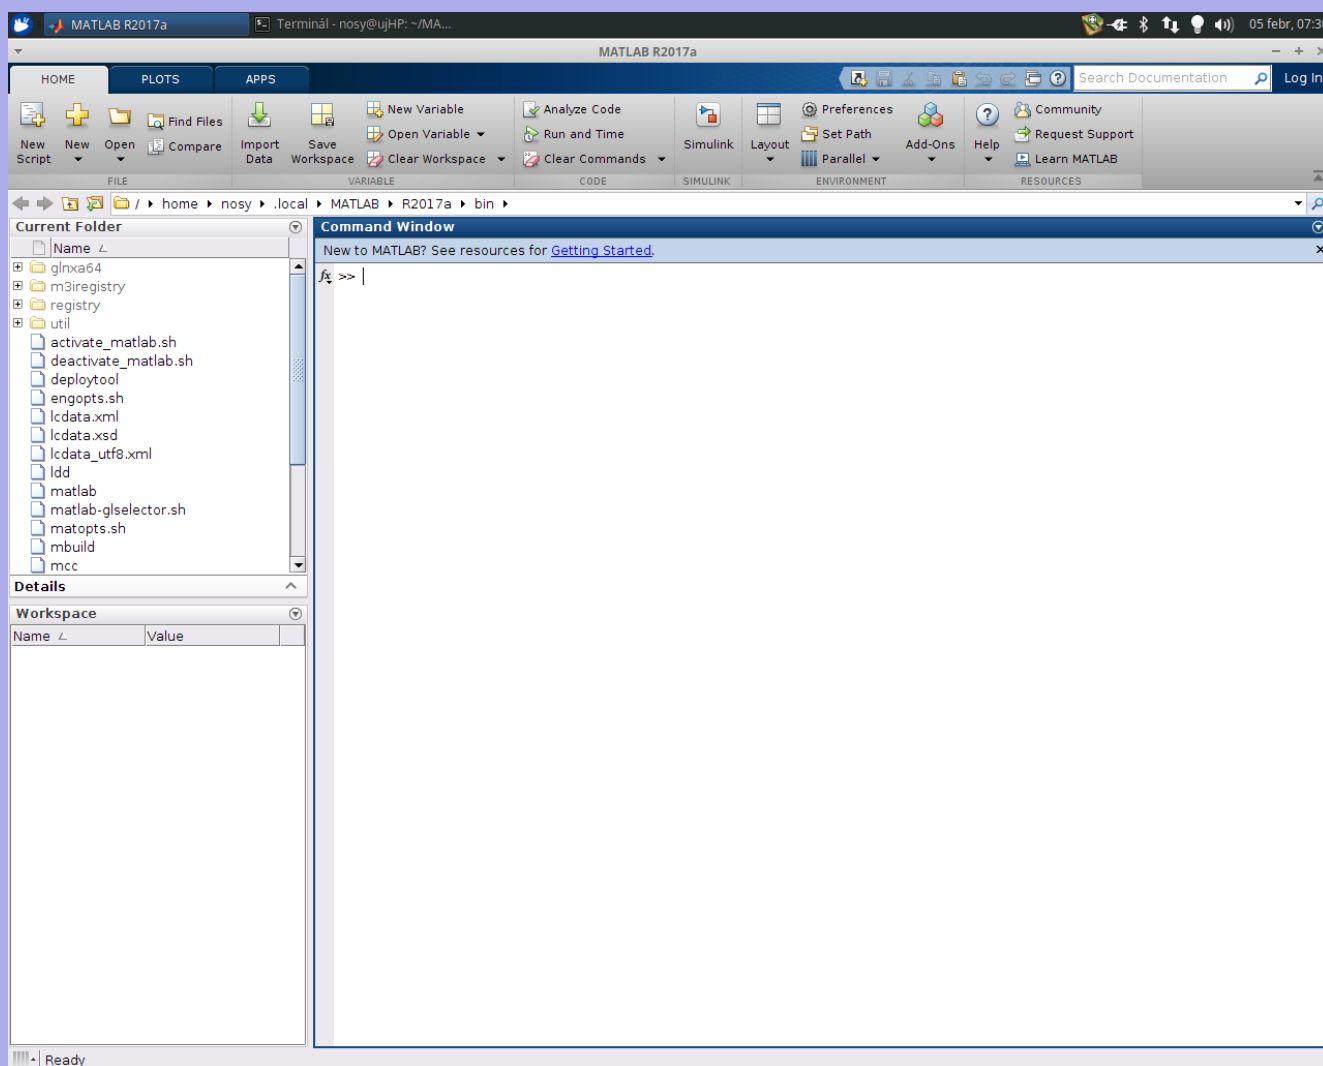 MATLAB R2017a
Terminál - nosy@ujHP: ~/MA...
05 febr, 07:3
MATLAB R2017a
HOME PLOTS APPS
Search Documentation
Log In
New Script
New
Open
Find Files
Compare
FILE
Import Data
Save Workspace
New Variable
Open Variable
Clear Workspace
VARIABLE
Analyze Code
Run and Time
Clear Commands
CODE
Simulink
SIMULINK
Layout
Preferences
Set Path
Parallel
Add-Ons
ENVIRONMENT
Help
Community
Request Support
Learn MATLAB
RESOURCES
/ home nosy .local MATLAB R2017a bin
Current Folder
Name
glnxa64
m3iregistry
registry
util
activate_matlab.sh
deactivate_matlab.sh
deploytool
engopts.sh
lcdata.xml
lcdata.xsd
lcdata_utf8.xml
ldd
matlab
matlab-glselector.sh
matopts.sh
mbuild
mcc
Details
Workspace
Name Value
Command Window
New to MATLAB? See resources for Getting Started.
fx >>
Ready